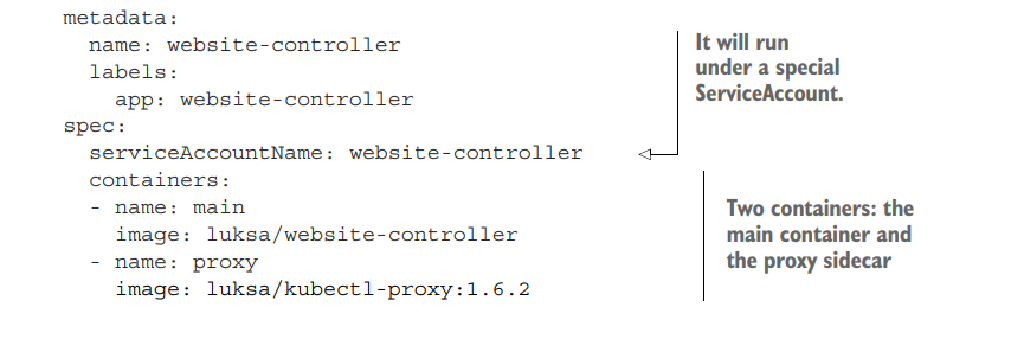 metadata:
  name: website-controller
  labels:
    app: website-controller
spec:
  serviceAccountName: website-controller
  containers:
  - name: main
    image: luksa/website-controller
  - name: proxy
    image: luksa/kubectl-proxy:1.6.2
It will run
under a special
ServiceAccount.
Two containers: the
main container and
the proxy sidecar